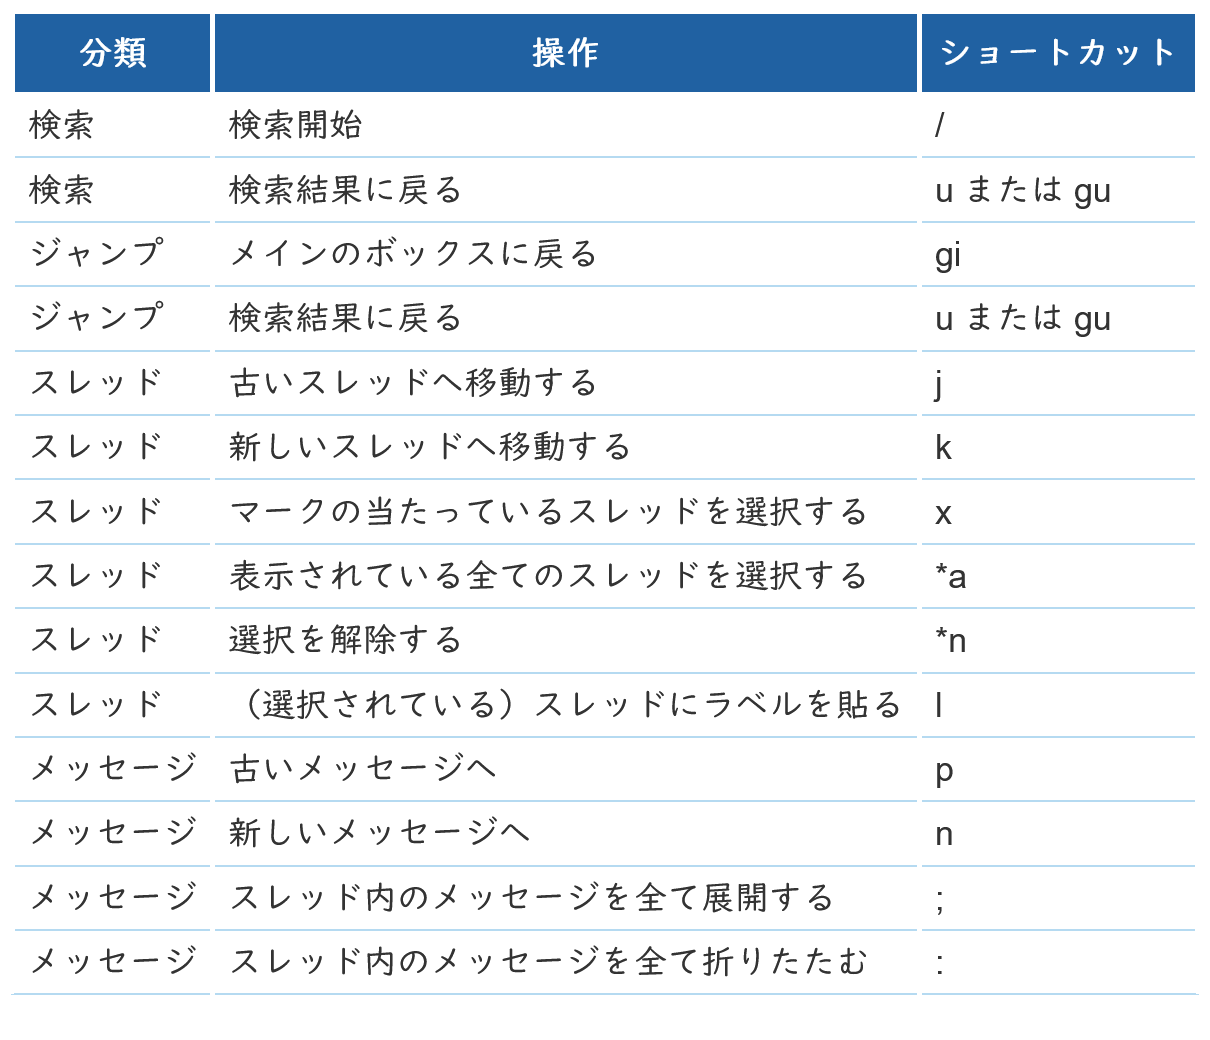 分類 操作 ショートカット
検索 検索開始 /
検索 検索結果に戻る u または gu
ジャンプ メインのボックスに戻る gi
ジャンプ 検索結果に戻る u または gu
スレッド 古いスレッドへ移動する j
スレッド 新しいスレッドへ移動する k
スレッド マークの当たっているスレッドを選択する x
スレッド 表示されている全てのスレッドを選択する *a
スレッド 選択を解除する *n
スレッド （選択されている）スレッドにラベルを貼る l
メッセージ 古いメッセージへ p
メッセージ 新しいメッセージへ n
メッセージ スレッド内のメッセージを全て展開する ;
メッセージ スレッド内のメッセージを全て折りたたむ :